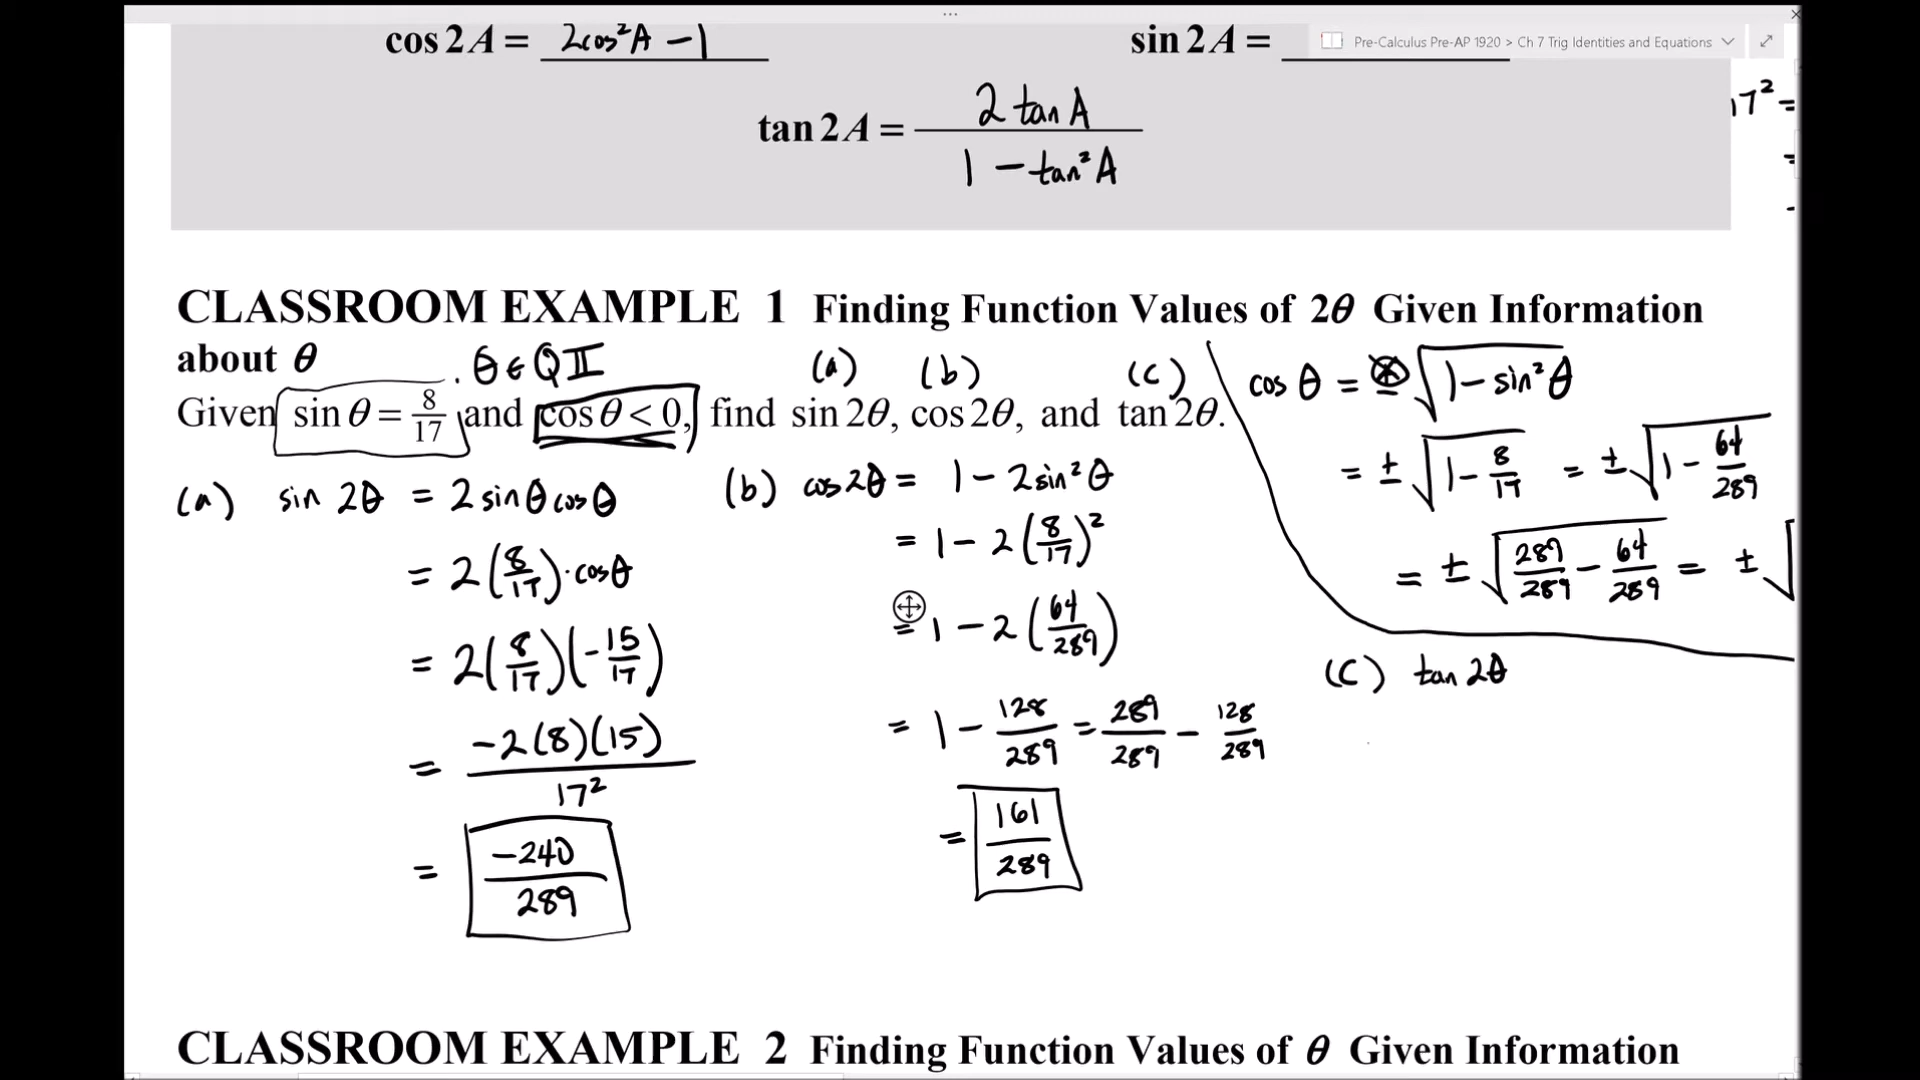 cos 2A = 2cos²A − 1
sin 2A =
Pre-Calculus Pre-AP 1920 > Ch 7 Trig Identities and Equations
17² =
=
tan 2A = 2 tan A / 1 − tan² A
CLASSROOM EXAMPLE 1 Finding Function Values of 2θ Given Information
about θ
. θ ∈ Q II
(a) (b) (c)
Given sin θ = 8/17 and cos θ < 0, find sin 2θ, cos 2θ, and tan 2θ.
cos θ = ± √(1 − sin² θ)
= ± √(1 − 8/17) = ± √(1 − 64/289)
= ± √(289/289 − 64/289) = ± √
(a) sin 2θ = 2 sin θ cos θ
= 2(8/17) · cos θ
= 2(8/17)(−15/17)
= −2(8)(15) / 17²
= −240/289
(b) cos 2θ = 1 − 2 sin² θ
= 1 − 2(8/17)²
= 1 − 2(64/289)
= 1 − 128/289 = 289/289 − 128/289
= 161/289
(C) tan 2θ
CLASSROOM EXAMPLE 2 Finding Function Values of θ Given Information